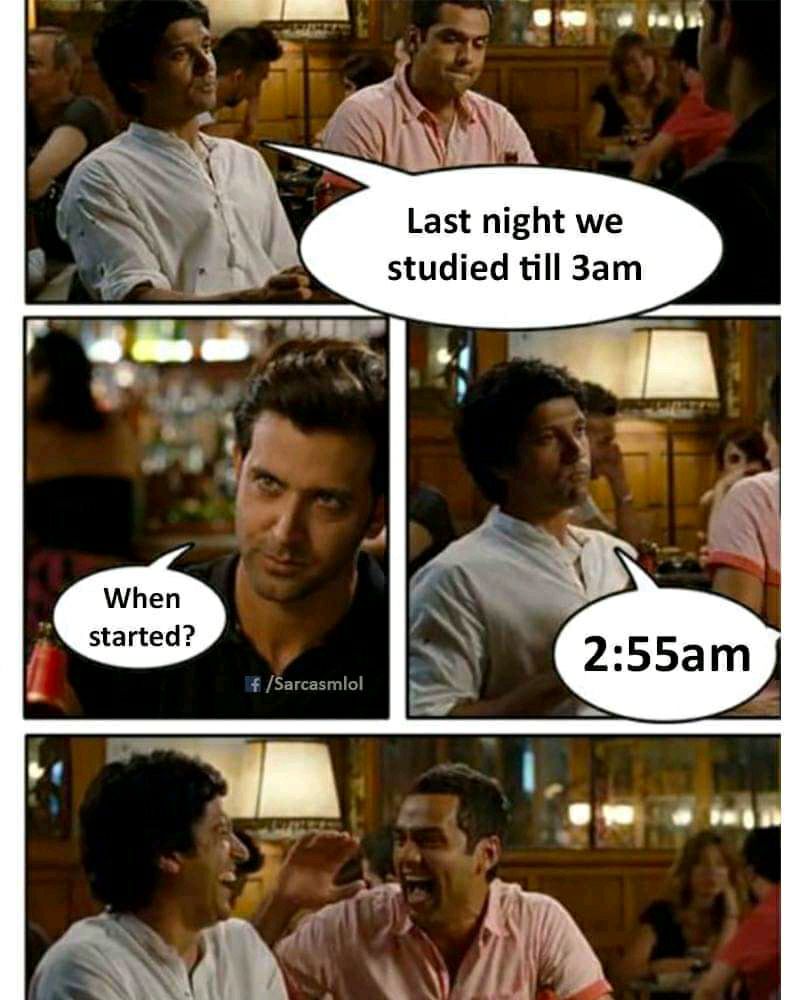 Last night we
studied till 3am
When
started?
f /Sarcasmlol
2:55am